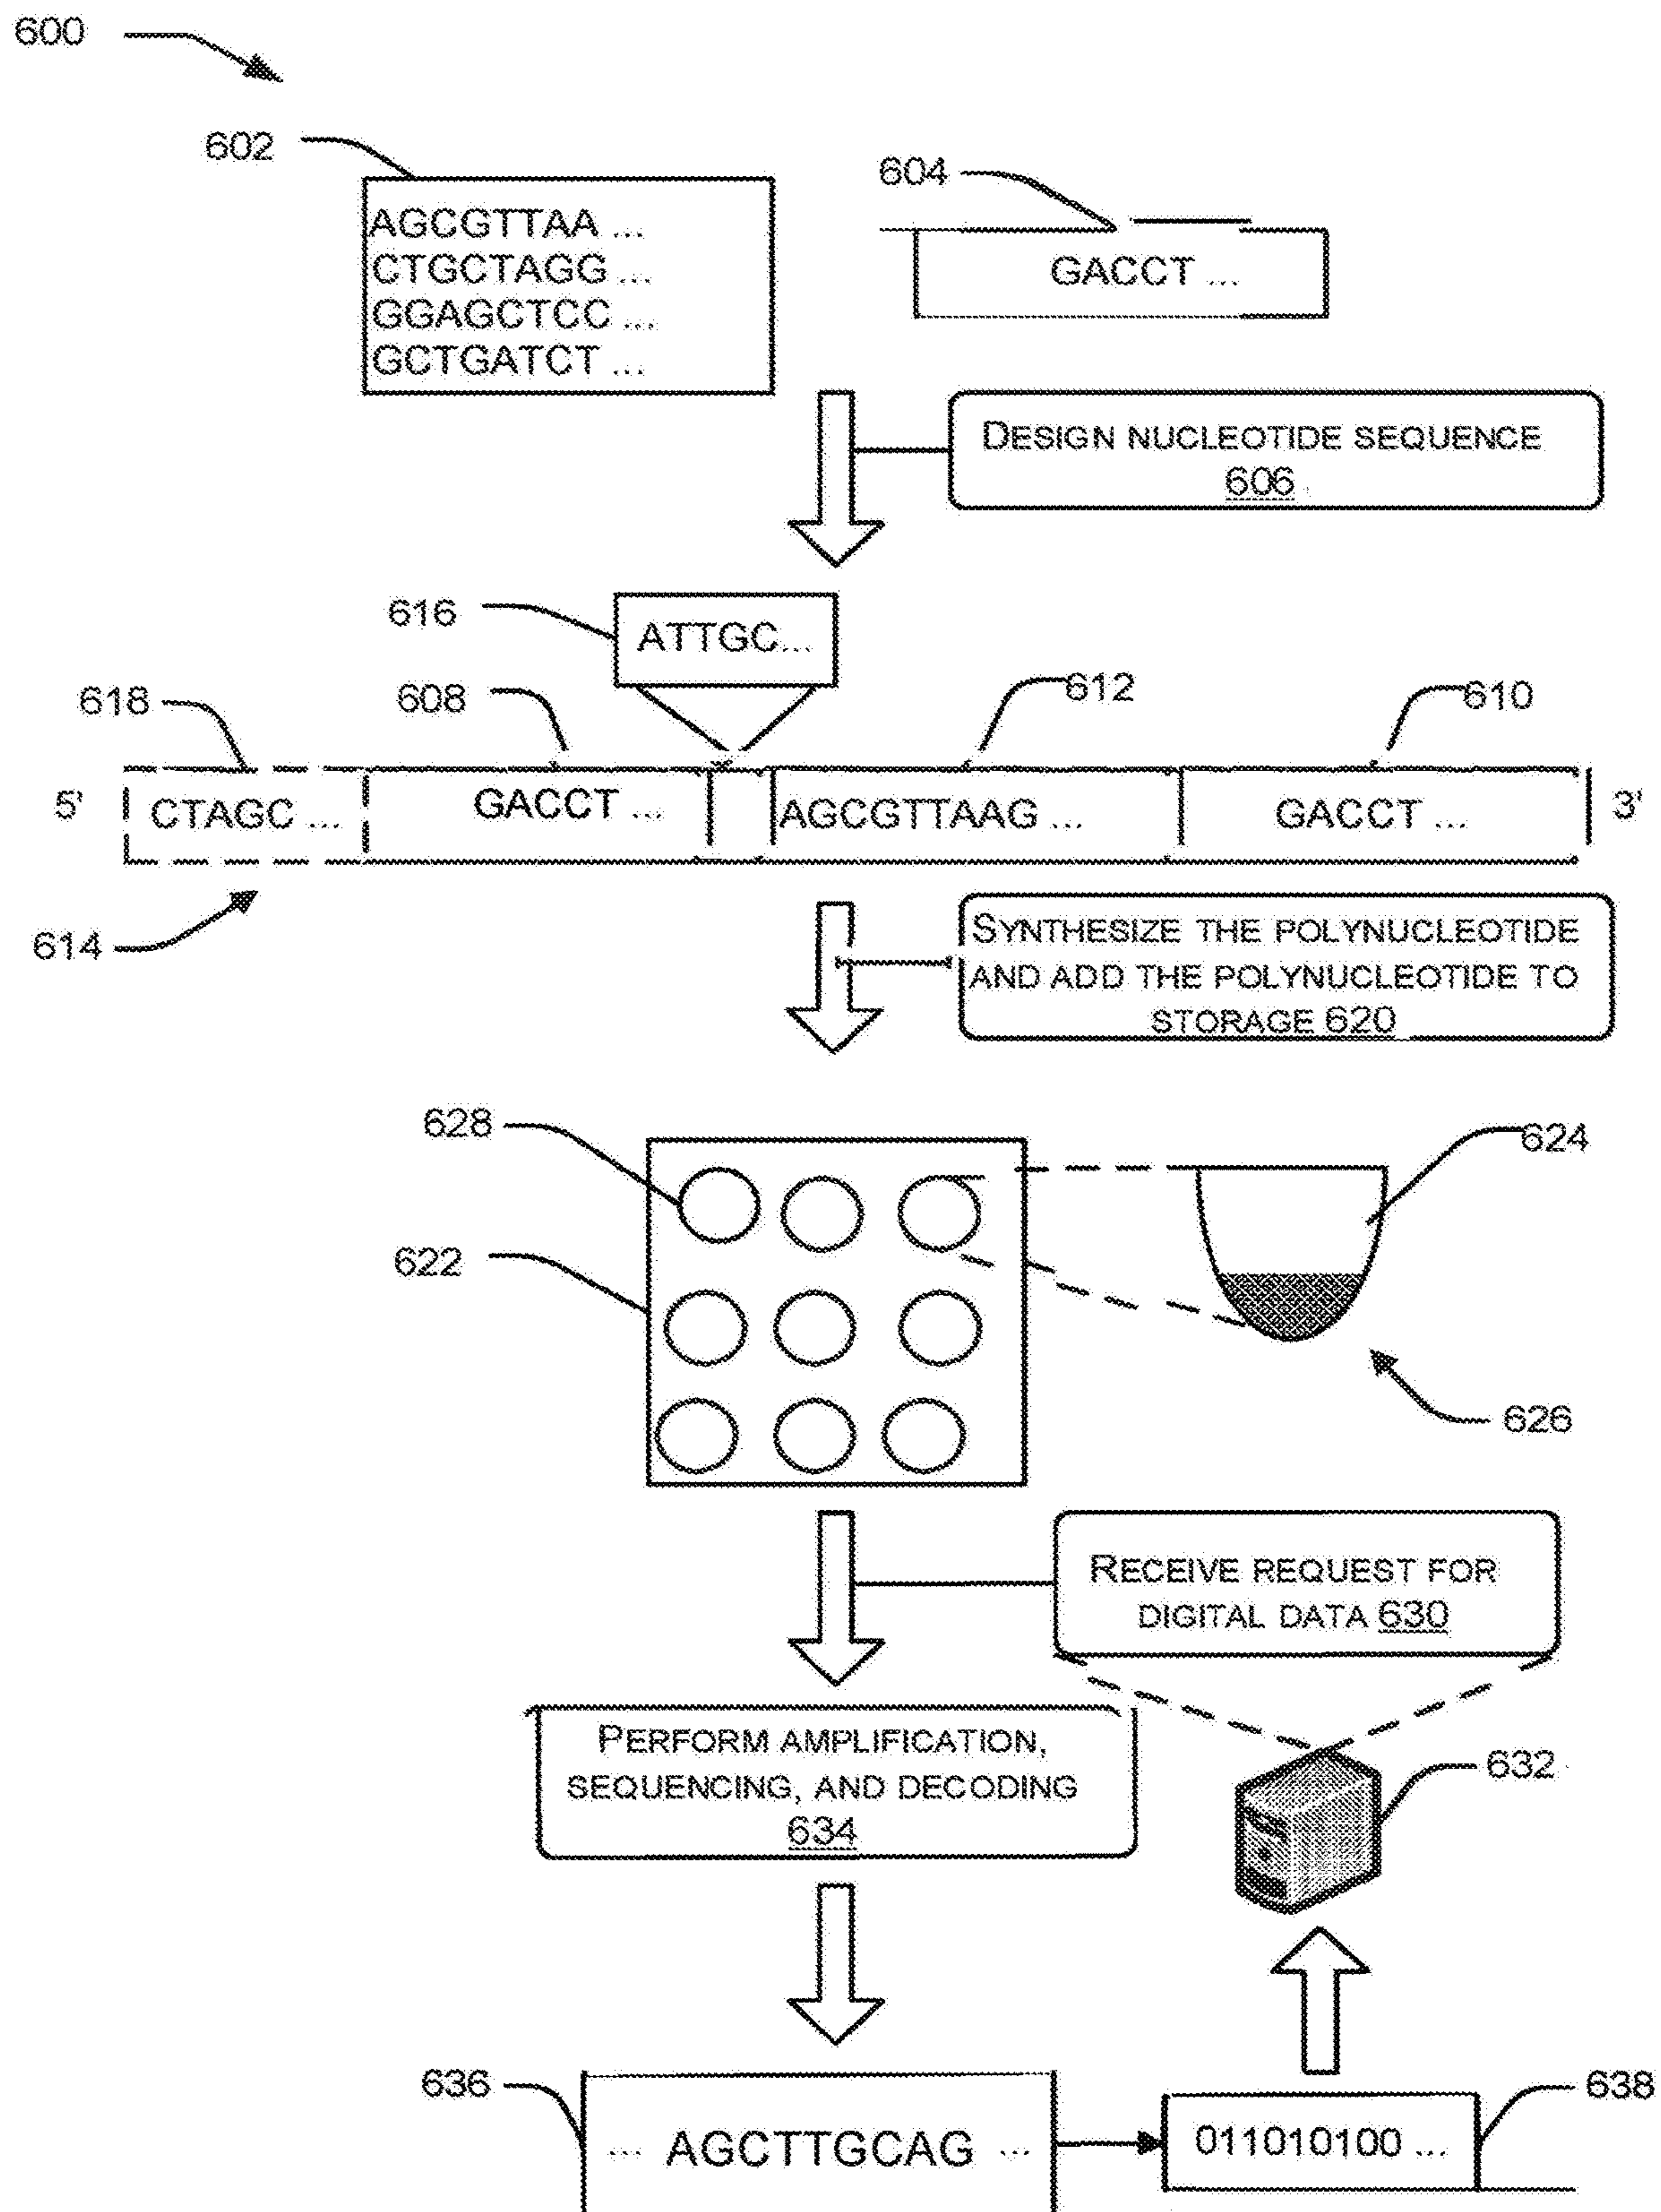 600
602
604
AGCGTTAA ...
CTGCTAGG ...
GGAGCTCC ...
GCTGATCT ...
GACCT ...
DESIGN NUCLEOTIDE SEQUENCE
606
616
ATTGC...
618
608
612
610
5'
CTAGC ...
GACCT ...
AGCGTTAAG ...
GACCT ...
3'
614
SYNTHESIZE THE POLYNUCLEOTIDE
AND ADD THE POLYNUCLEOTIDE TO
STORAGE 620
628
624
622
626
RECEIVE REQUEST FOR
DIGITAL DATA 630
PERFORM AMPLIFICATION,
SEQUENCING, AND DECODING
634
632
636
... AGCTTGCAG ...
011010100 ...
638